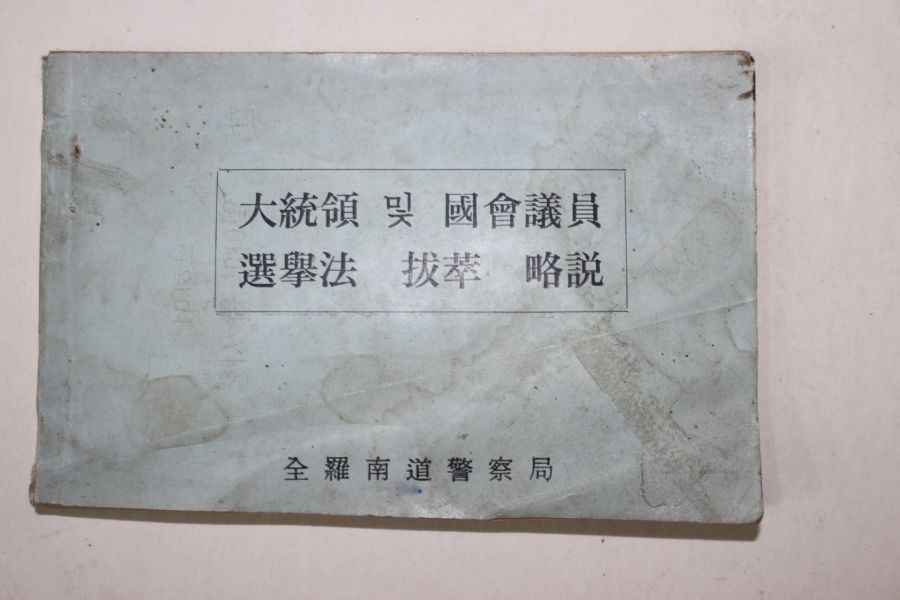 大統領 및 國會議員
選擧法 拔萃 略説
全羅南道警察局